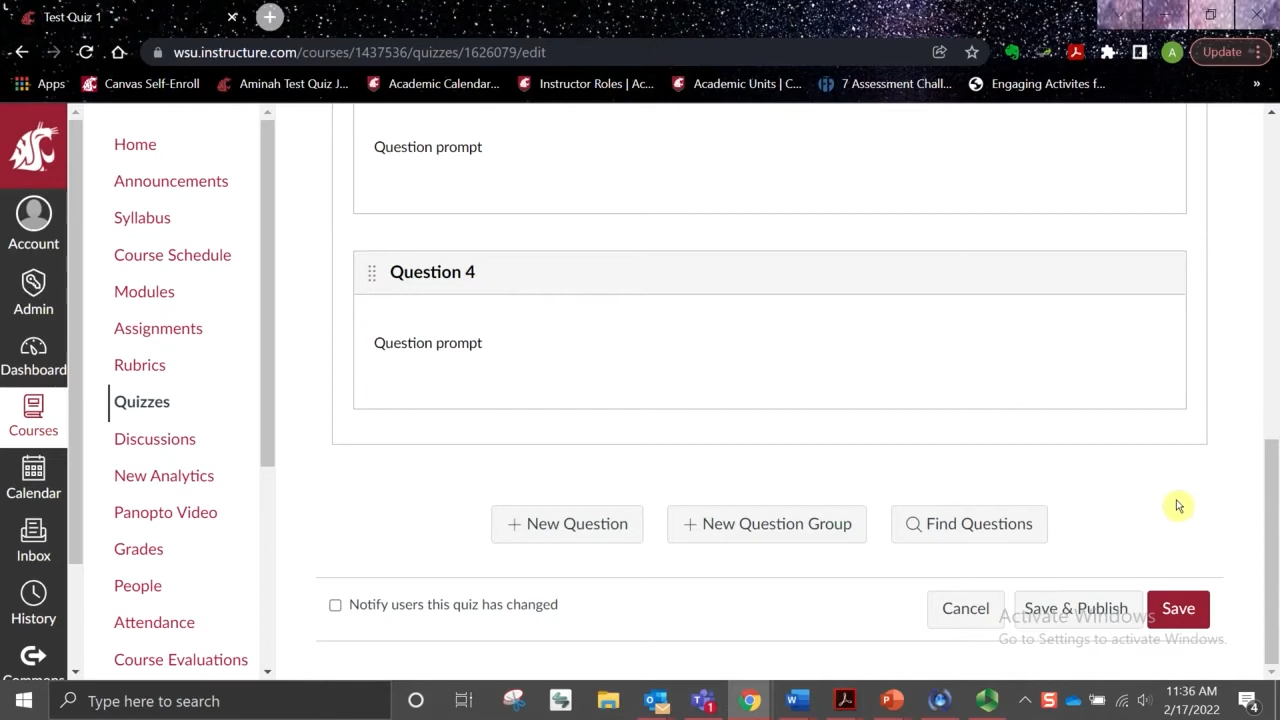 Test Quiz 1
wsu.instructure.com/courses/1437536/quizzes/1626079/edit
A
Update
Apps
Canvas Self-Enroll
Aminah Test Quiz J...
Academic Calendar...
Instructor Roles | Ac...
Academic Units | C...
7 Assessment Chall...
Engaging Activites f...
»
Account
Admin
Dashboard
Courses
Calendar
Inbox
History
Home
Announcements
Syllabus
Course Schedule
Modules
Assignments
Rubrics
Quizzes
Discussions
New Analytics
Panopto Video
Grades
People
Attendance
Course Evaluations
Question prompt
Question 4
Question prompt
+ New Question
+ New Question Group
Find Questions
Notify users this quiz has changed
Cancel
Save & Publish
Save
Activate Windows
Go to Settings to activate Windows.
Type here to search
1
11:36 AM
2/17/2022
4